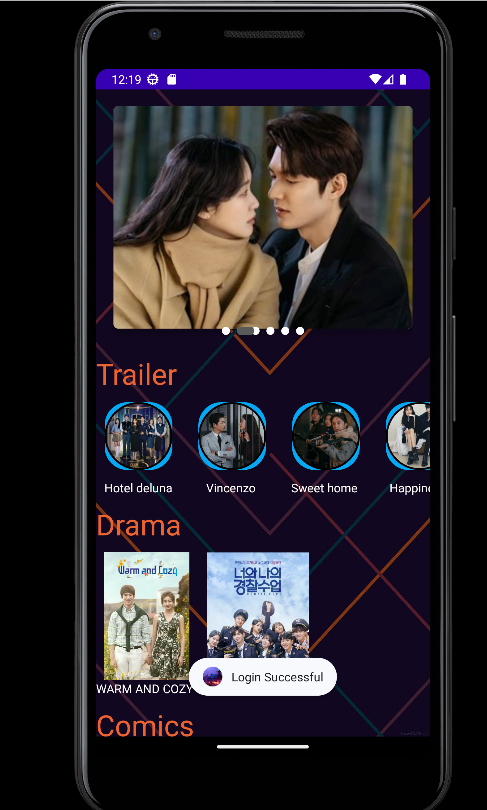 12:19
Trailer
Hotel deluna
Vincenzo
Sweet home
Happin
Drama
Warm and Cozy
너와 나의
경찰수업
WARM AND COZY
Login Successful
Comics